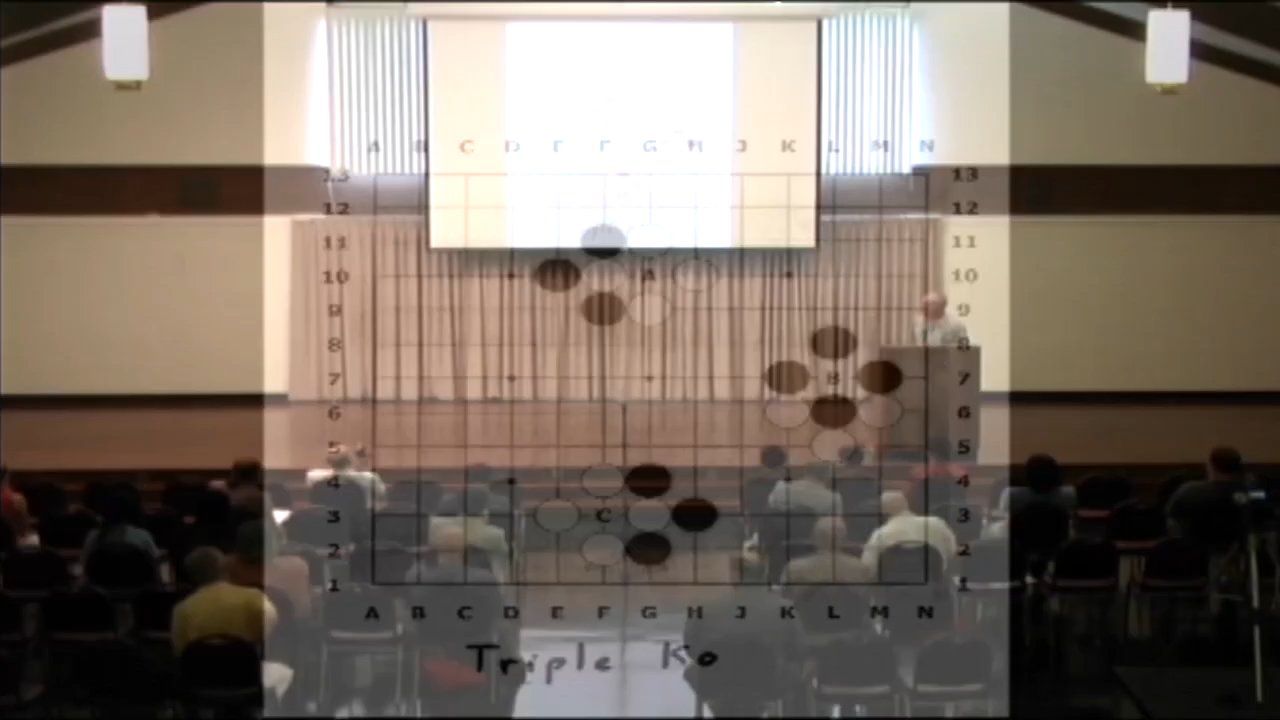 A B C D E F G H J K L M N
13 13
12 12
11 11
10 A 10
9 9
8 8
7 B 7
6 6
5 5
4 4
3 C 3
2 2
1 1
A B C D E F G H J K L M N
Triple Ko